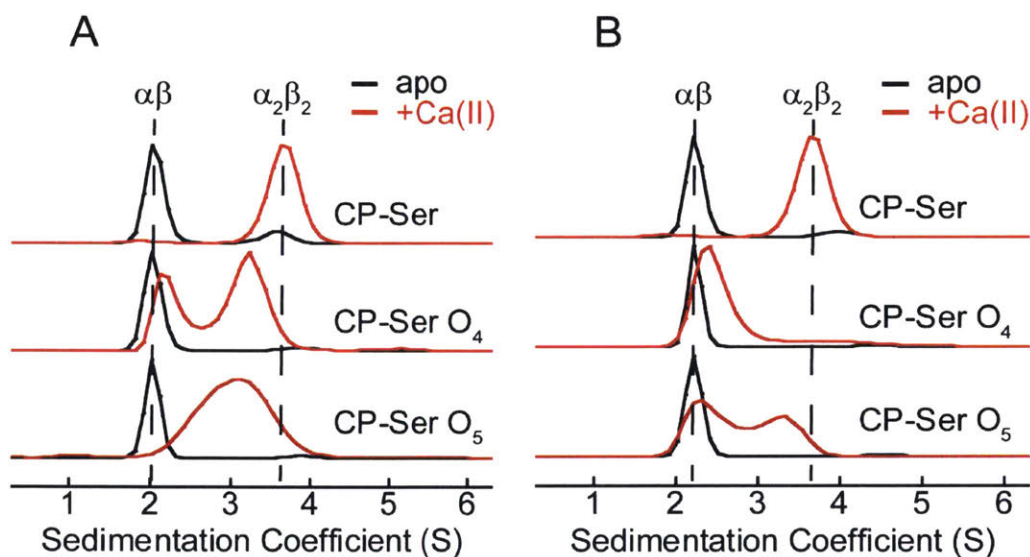 A
αβ
α₂β₂
apo
+Ca(II)
CP-Ser
CP-Ser O₄
CP-Ser O₅
1 2 3 4 5 6
Sedimentation Coefficient (S)
B
αβ
α₂β₂
apo
+Ca(II)
CP-Ser
CP-Ser O₄
CP-Ser O₅
1 2 3 4 5 6
Sedimentation Coefficient (S)